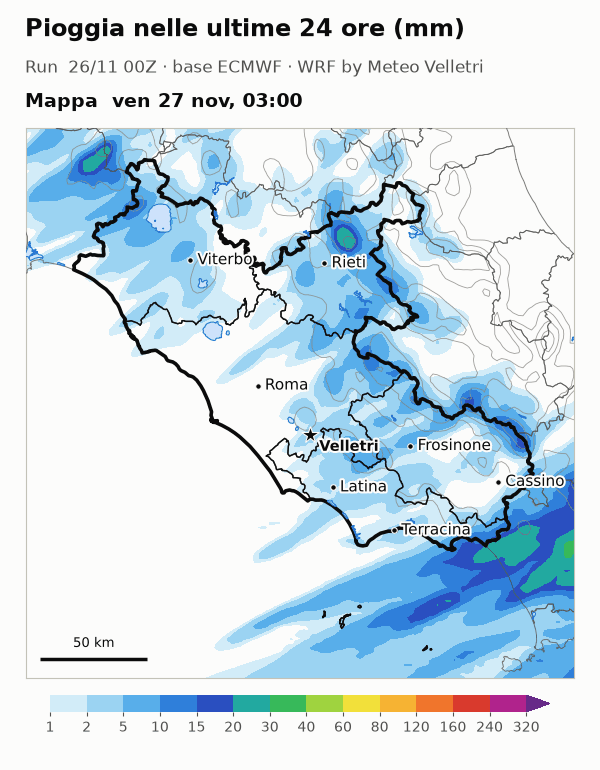 Pioggia nelle ultime 24 ore (mm)
Run  26/11 00Z · base ECMWF · WRF by Meteo Velletri
Mappa  ven 27 nov, 03:00
Viterbo
Rieti
Roma
Velletri
Frosinone
Cassino
Latina
Terracina
50 km
1 2 5 10 15 20 30 40 60 80 120 160 240 320